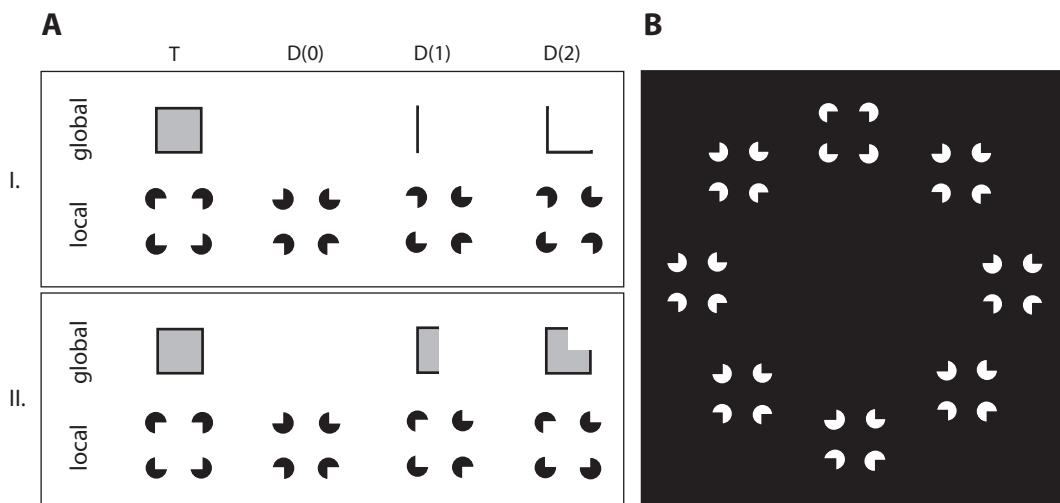 A
B
T D(0) D(1) D(2)
I.
global
local
II.
global
local